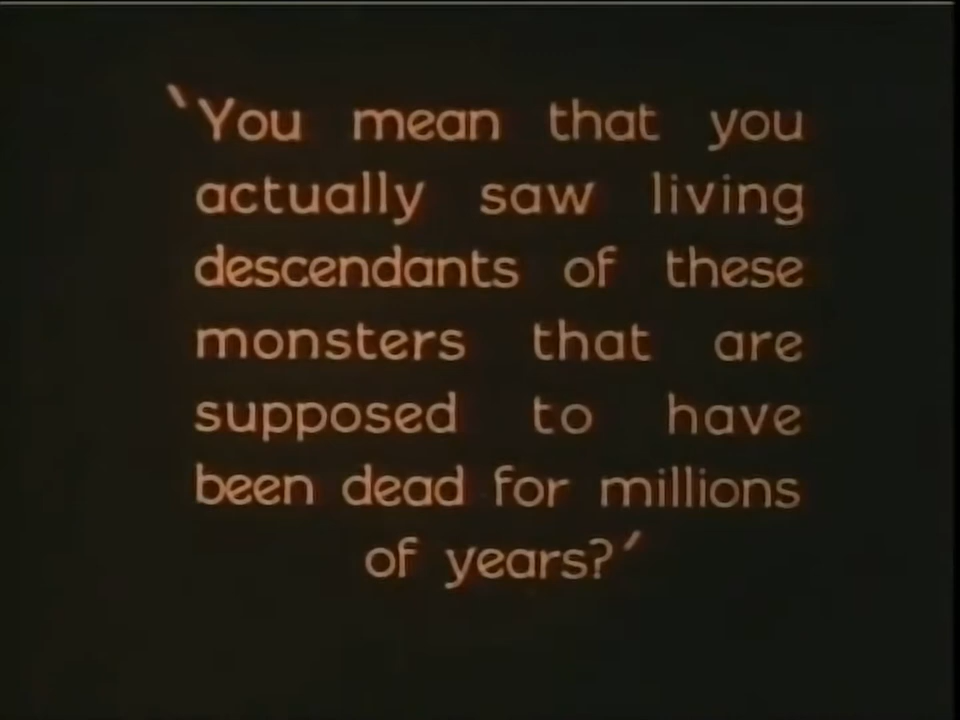 ‵You mean that you
actually saw living
descendants of these
monsters that are
supposed to have
been dead for millions
of years?′